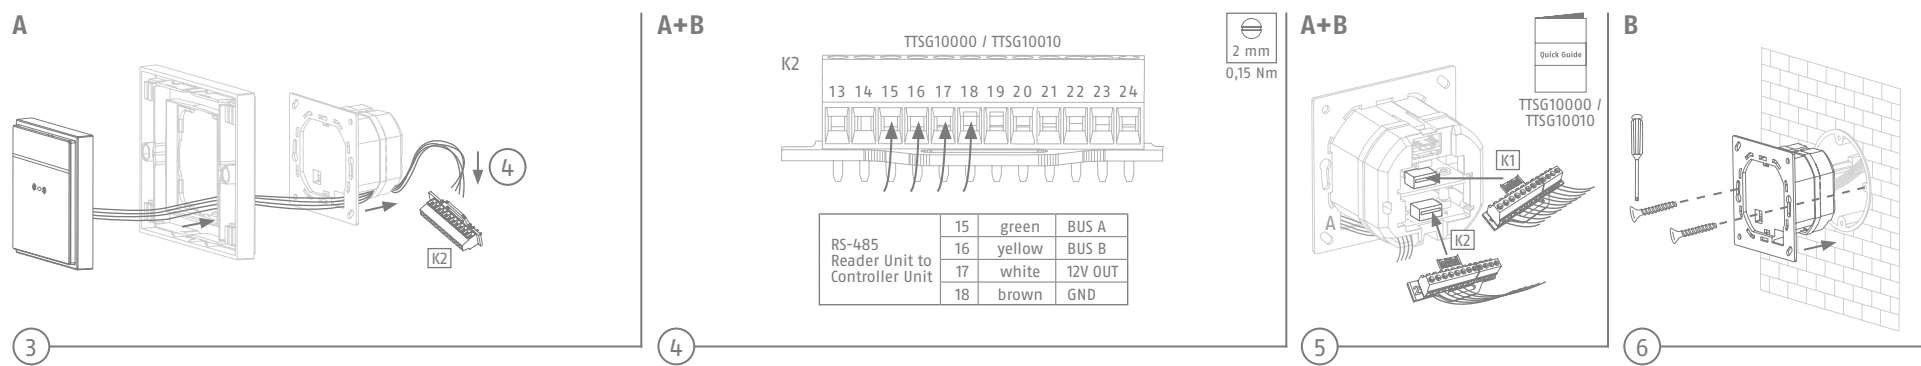 A
4
K2
3
A+B
TTSG10000 / TTSG10010
K2
13 14 15 16 17 18 19 20 21 22 23 24
2 mm
0,15 Nm
RS-485
Reader Unit to
Controller Unit
15 green BUS A
16 yellow BUS B
17 white 12V OUT
18 brown GND
4
A+B
Quick Guide
TTSG10000 /
TTSG10010
K1
A
K2
2
5
B
6